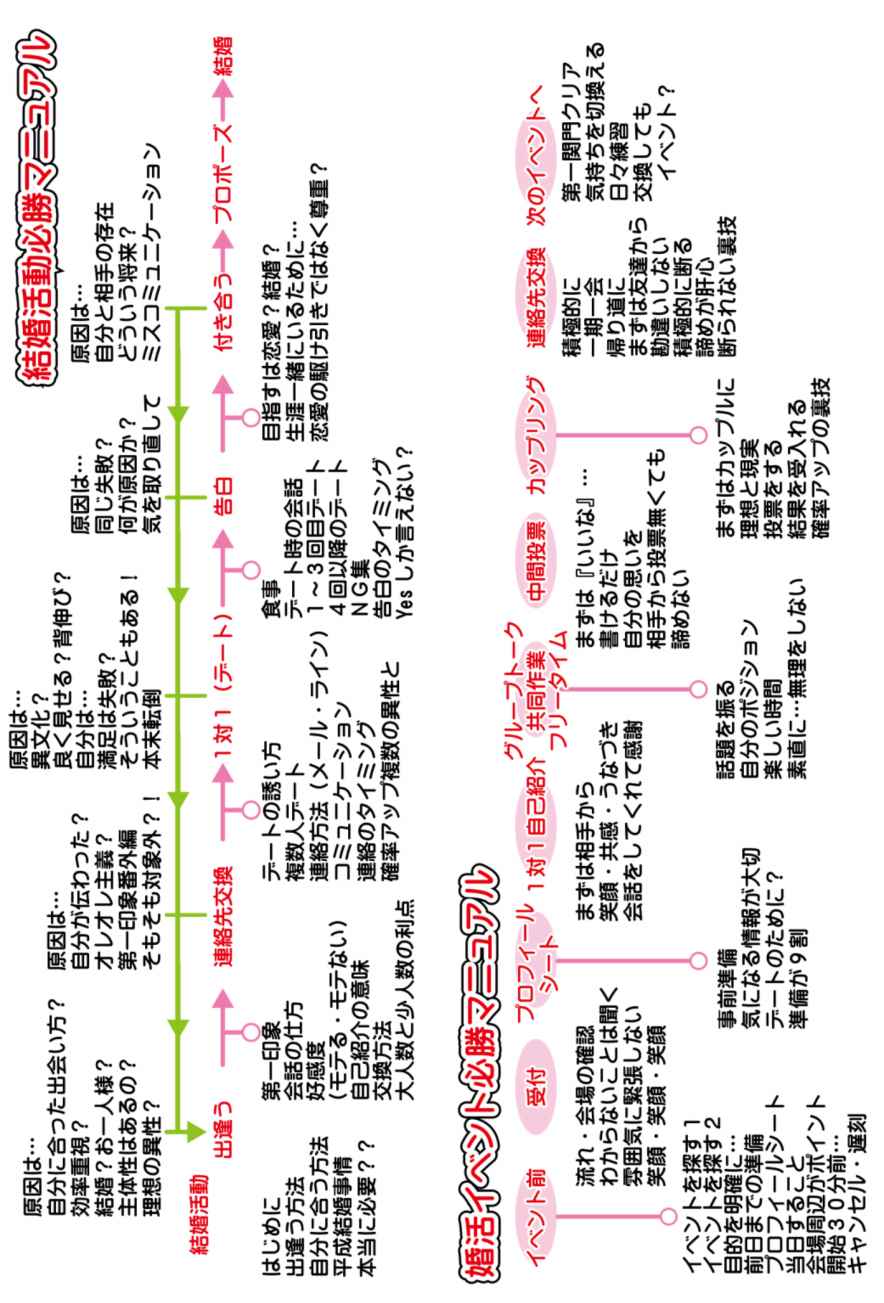 結婚活動必勝マニュアル
原因は…
自分に合った出会い方？
効率重視？
結婚？お一人様？
主体性はあるの？
理想の異性？
原因は…
自分が伝わった？
オレオレ主義？
第一印象番外編
そもそも対象外？！
原因は…
異文化？
良く見せる？背伸び？
自分は…
満足は失敗？
そういうこともある！
本末転倒
原因は…
同じ失敗？
何が原因か？
気を取り直して
原因は…
自分と相手の存在
どういう将来？
ミスコミュニケーション
結婚活動
出逢う
連絡先交換
1対1（デート）
告白
付き合う
プロポーズ
結婚
はじめに
出逢う方法
自分に合う方法
平成結婚事情
本当に必要？？
第一印象
会話の仕方
好感度
（モテる・モテない）
自己紹介の意味
交換方法
大人数と少人数の利点
デートの誘い方
複数人デート
連絡方法（メール・ライン）
コミュニケーション
連絡のタイミング
確率アップ複数の異性と
食事
デート時の会話
1～3回目デート
4回以降のデート
NG集
告白のタイミング
Yesしか言えない？
目指すは恋愛？結婚？
生涯一緒にいるために…
恋愛の駆け引きではなく尊重？
婚活イベント必勝マニュアル
イベント前
イベントを探す1
イベントを探す2
目的を明確に…
前日までの準備
プロフィールシート
当日すること
会場周辺がポイント
開始30分前…
キャンセル・遅刻
受付
流れ・会場の確認
わからないことは聞く
雰囲気に緊張しない
笑顔・笑顔・笑顔
プロフィール
シート
事前準備
気になる情報が大切
デートのために？
準備が9割
1対1自己紹介
まずは相手から
笑顔・共感・うなづき
会話をしてくれて感謝
グループトーク
共同作業
フリータイム
話題を振る
自分のポジション
楽しい時間
素直に…無理をしない
中間投票
まずは『いいな』…
書けるだけ
自分の思いを
相手から投票無くても
諦めない
カップリング
まずはカップルに
理想と現実
投票をする
結果を受入れる
確率アップの裏技
連絡先交換
積極的に
一期一会
帰り道に
まずは友達から
勘違いしない
積極的に断る
諦めが肝心
断られない裏技
次のイベントへ
第一関門クリア
気持ちを切換える
日々練習
交換しても
イベント？